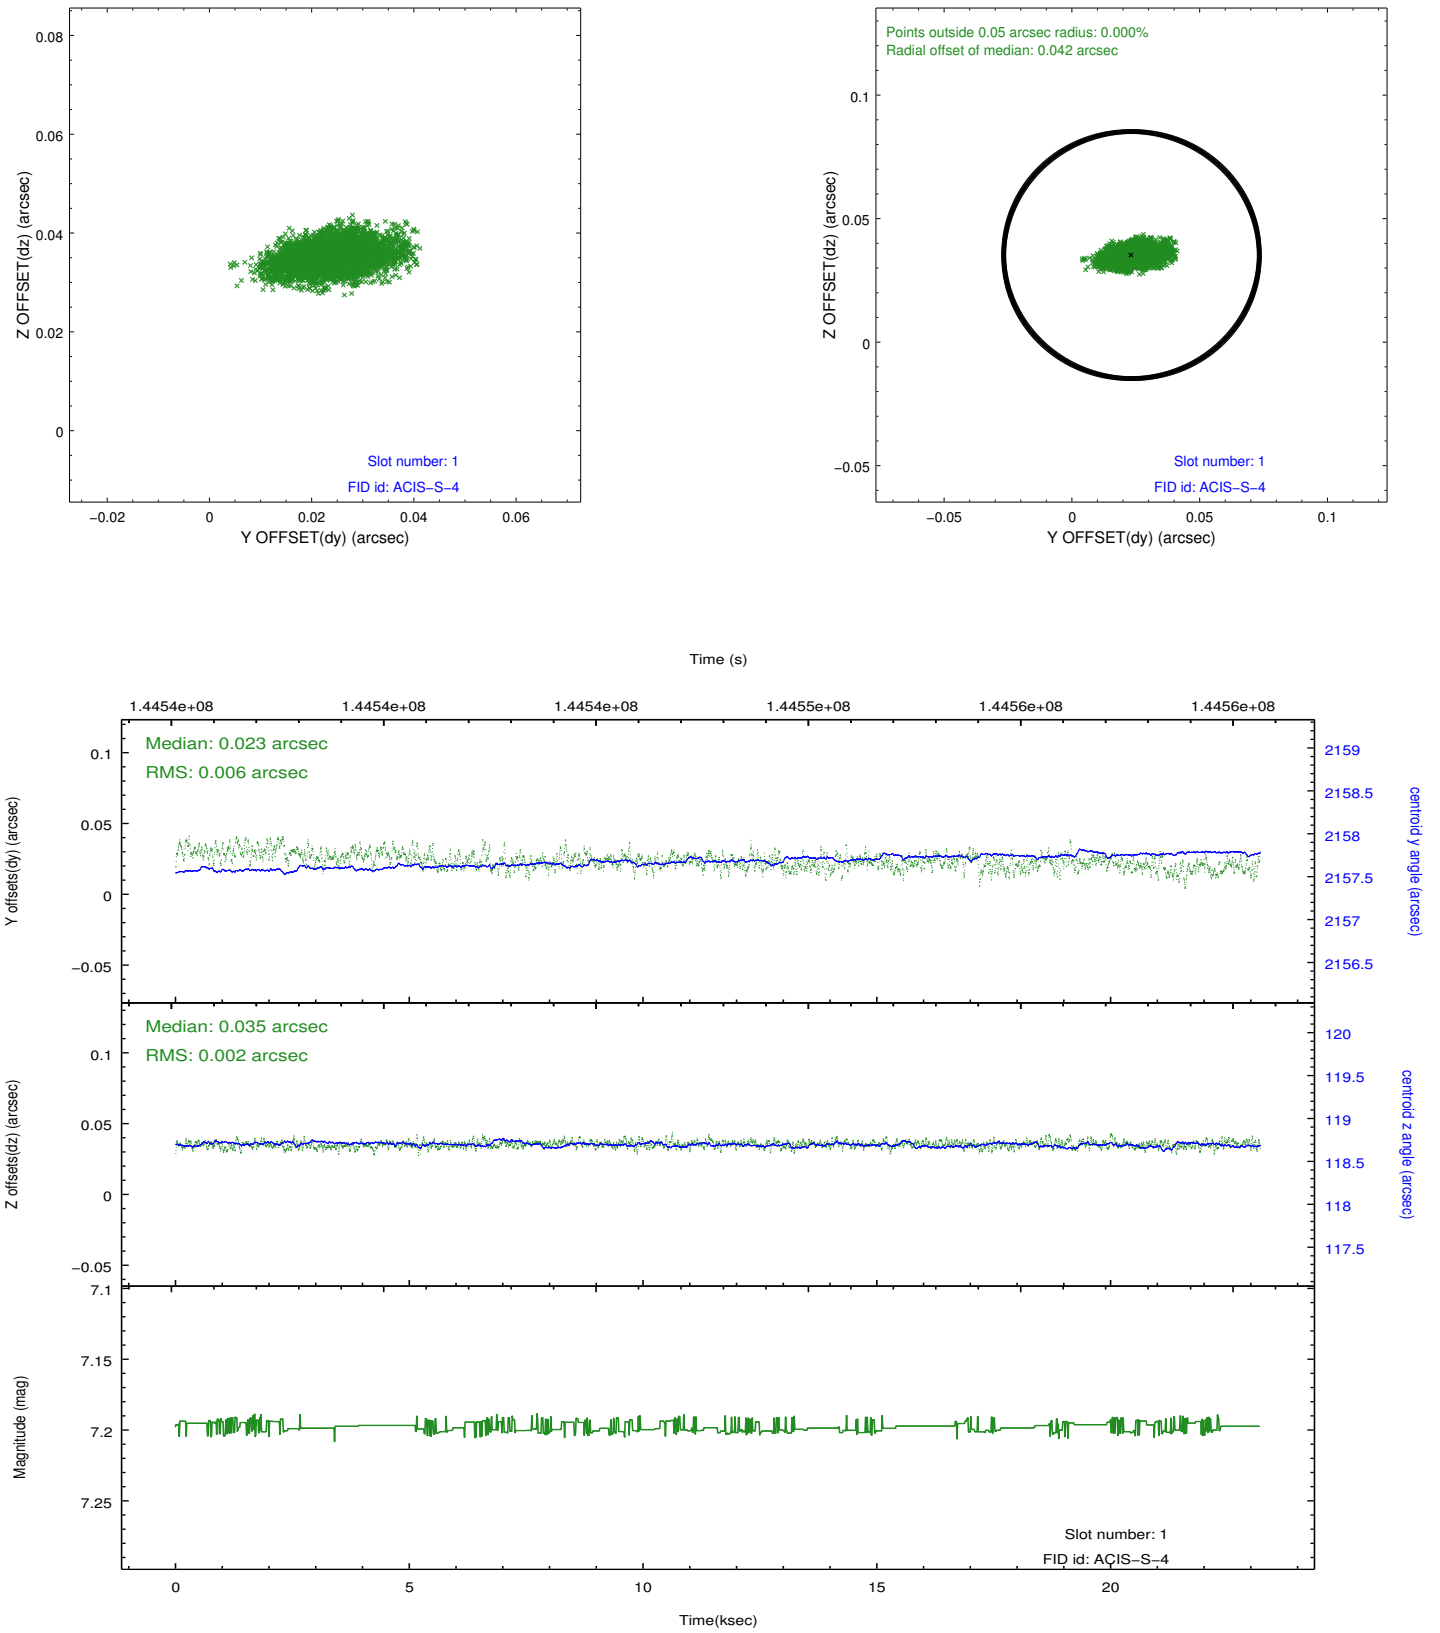 0.08
0.06
0.04
0.02
0
Z OFFSET(dz) (arcsec)
Slot number: 1
FID id: ACIS−S−4
−0.02
0
0.02
0.04
0.06
Y OFFSET(dy) (arcsec)
Points outside 0.05 arcsec radius: 0.000%
Radial offset of median: 0.042 arcsec
0.1
0.05
0
−0.05
Z OFFSET(dz) (arcsec)
Slot number: 1
FID id: ACIS−S−4
−0.05
0
0.05
0.1
Y OFFSET(dy) (arcsec)
Time (s)
1.4454e+08
1.4454e+08
1.4454e+08
1.4455e+08
1.4456e+08
1.4456e+08
Median: 0.023 arcsec
RMS: 0.006 arcsec
0.1
0.05
0
−0.05
Y offsets(dy) (arcsec)
2159
2158.5
2158
2157.5
2157
2156.5
centroid y angle (arcsec)
Median: 0.035 arcsec
RMS: 0.002 arcsec
0.1
0.05
0
−0.05
Z offsets(dz) (arcsec)
120
119.5
119
118.5
118
117.5
centroid z angle (arcsec)
7.1
7.15
7.2
7.25
Magnitude (mag)
Slot number: 1
FID id: ACIS−S−4
0
5
10
15
20
Time(ksec)